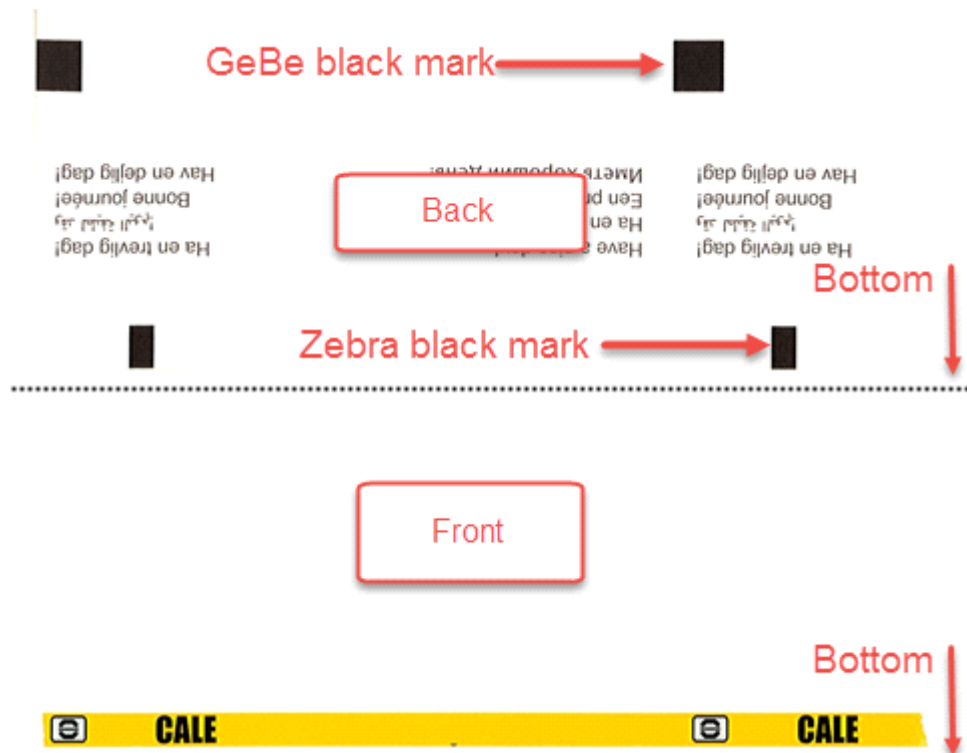 GeBe black mark
Hav en dejlig dag!
Bonne journée!
Ha en trevlig dag!
Иметь хороший день!
Een
Ha en
Have a
Hav en dejlig dag!
Bonne journée!
Ha en trevlig dag!
Back
Bottom
Zebra black mark
Front
Bottom
CALE
CALE